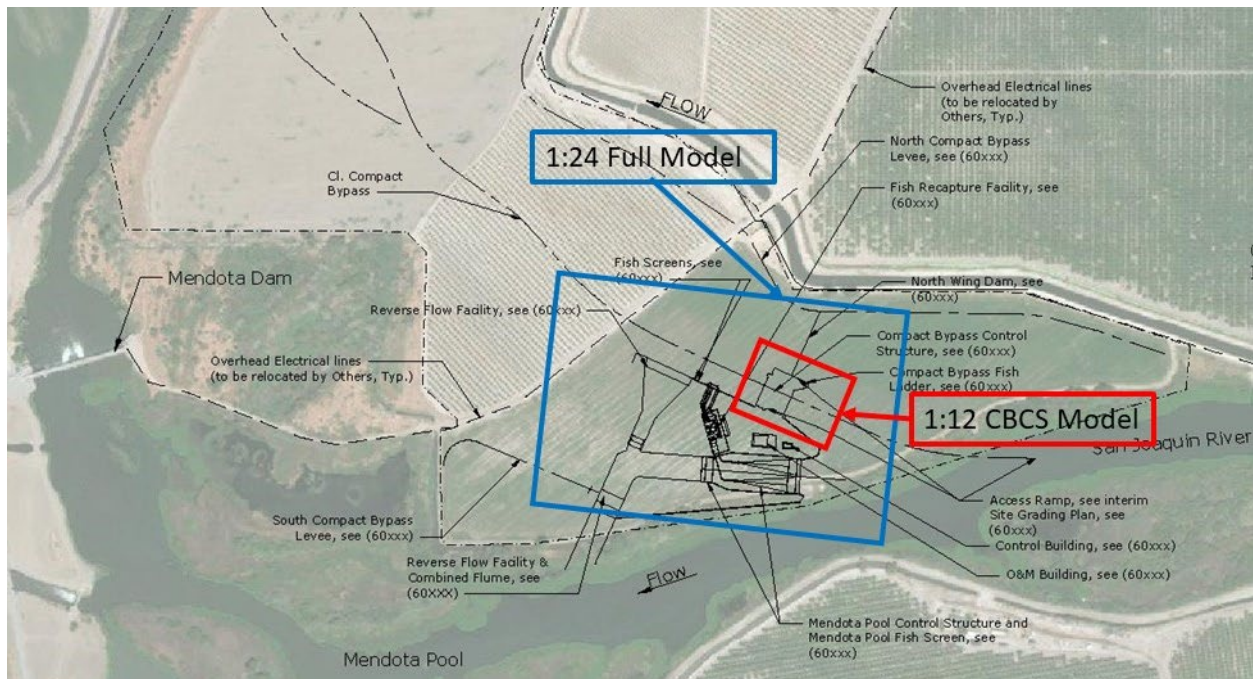 FLOW
Overhead Electrical lines
(to be relocated by
Others, Typ.)
1:24 Full Model
North Compact Bypass
Levee, see (60xxx)
Cl. Compact
Bypass
Fish Recapture Facility, see
(60xxx)
Mendota Dam
Fish Screens, see
(60xxx)
North Wing Dam, see
(60xxx)
Reverse Flow Facility, see (60xxx)
Compact Bypass Control
Structure, see (60xxx)
Overhead Electrical lines
(to be relocated by Others, Typ.)
Compact Bypass Fish
Ladder, see (60xxx)
1:12 CBCS Model
San Joaquin River
South Compact Bypass
Levee, see (60xxx)
Access Ramp, see interim
Site Grading Plan, see
(60xxx)
Control Building, see (60xxx)
Reverse Flow Facility &
Combined Flume, see
(60XXX)
Flow
O&M Building, see (60xxx)
Mendota Pool Control Structure and
Mendota Pool Fish Screen, see
(60xxx)
Mendota Pool